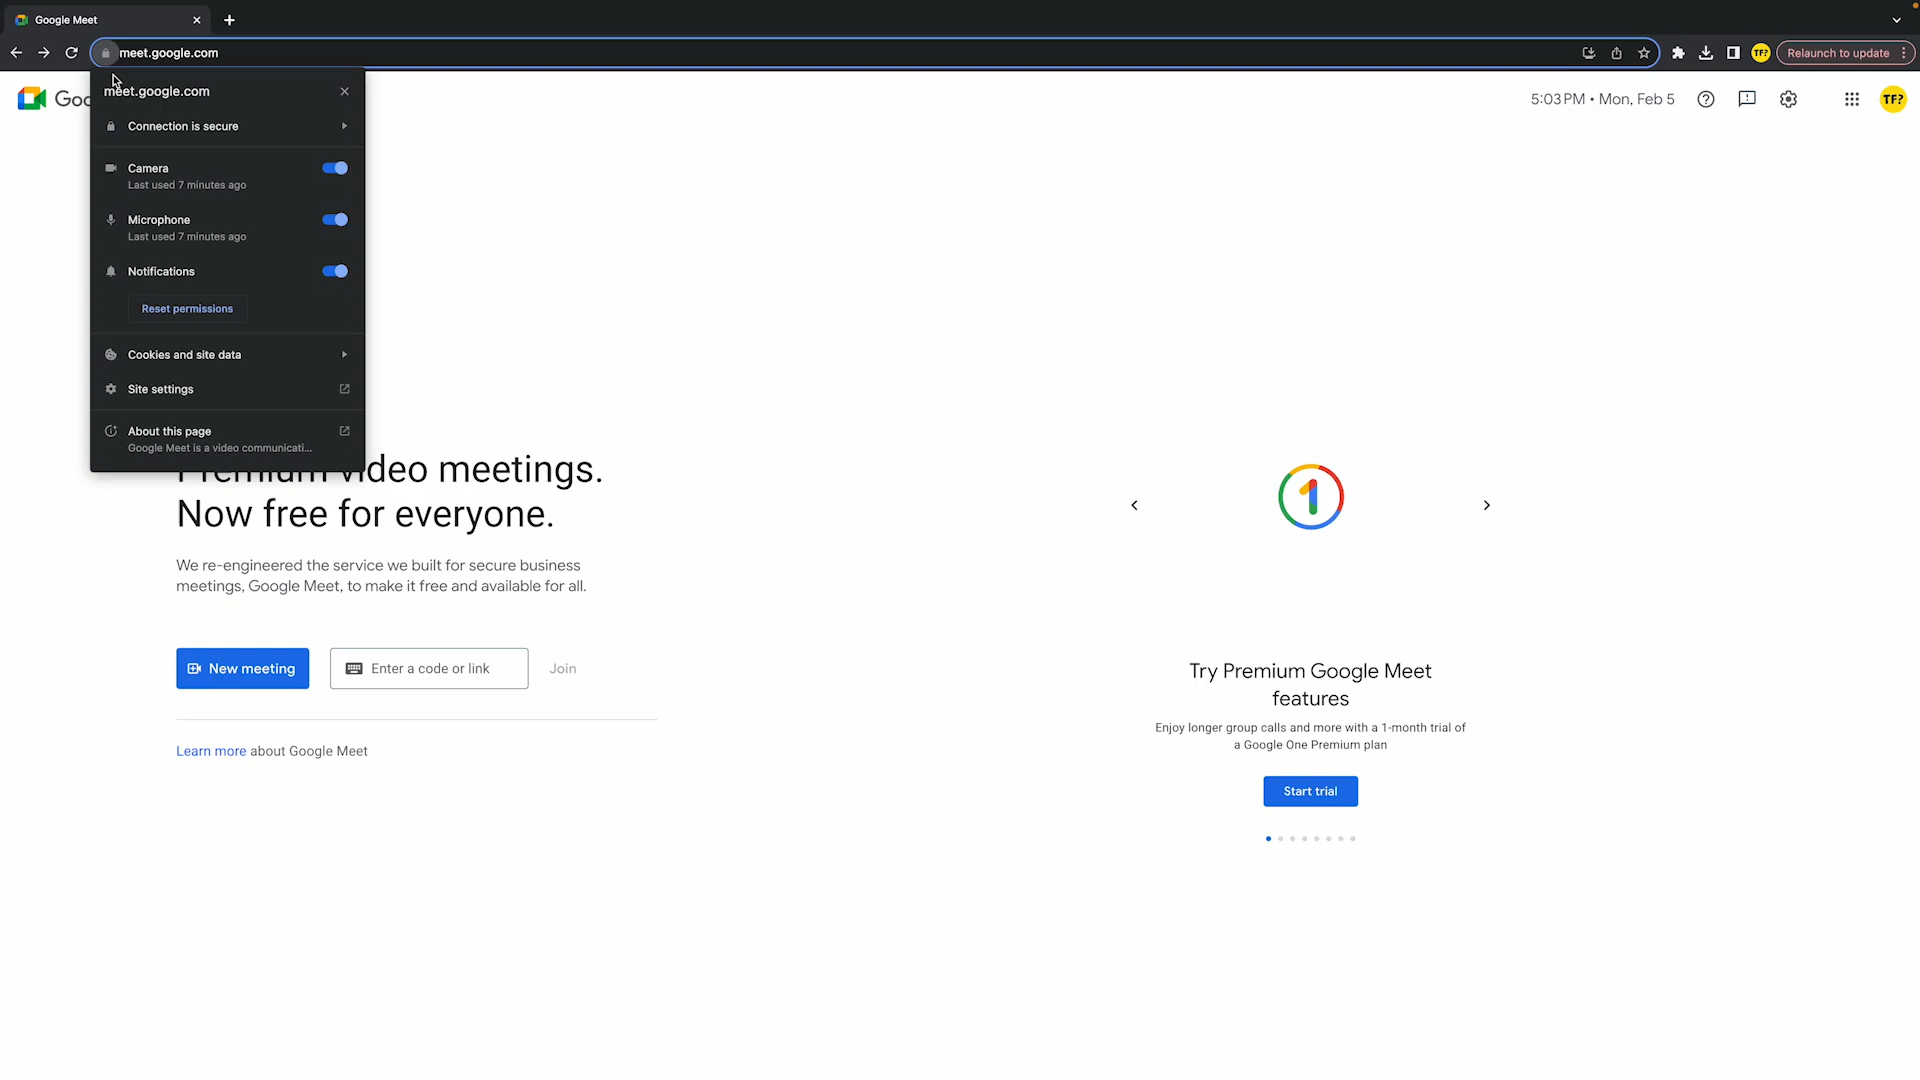 Google Meet
meet.google.com
Relaunch to update
TF?
meet.google.com
Connection is secure
Camera
Last used 7 minutes ago
Microphone
Last used 7 minutes ago
Notifications
Reset permissions
Cookies and site data
Site settings
About this page
Google Meet is a video communicati...
5:03 PM • Mon, Feb 5
TF?
Premium video meetings.
Now free for everyone.
We re-engineered the service we built for secure business
meetings, Google Meet, to make it free and available for all.
New meeting
Enter a code or link
Join
Learn more about Google Meet
Try Premium Google Meet
features
Enjoy longer group calls and more with a 1-month trial of
a Google One Premium plan
Start trial